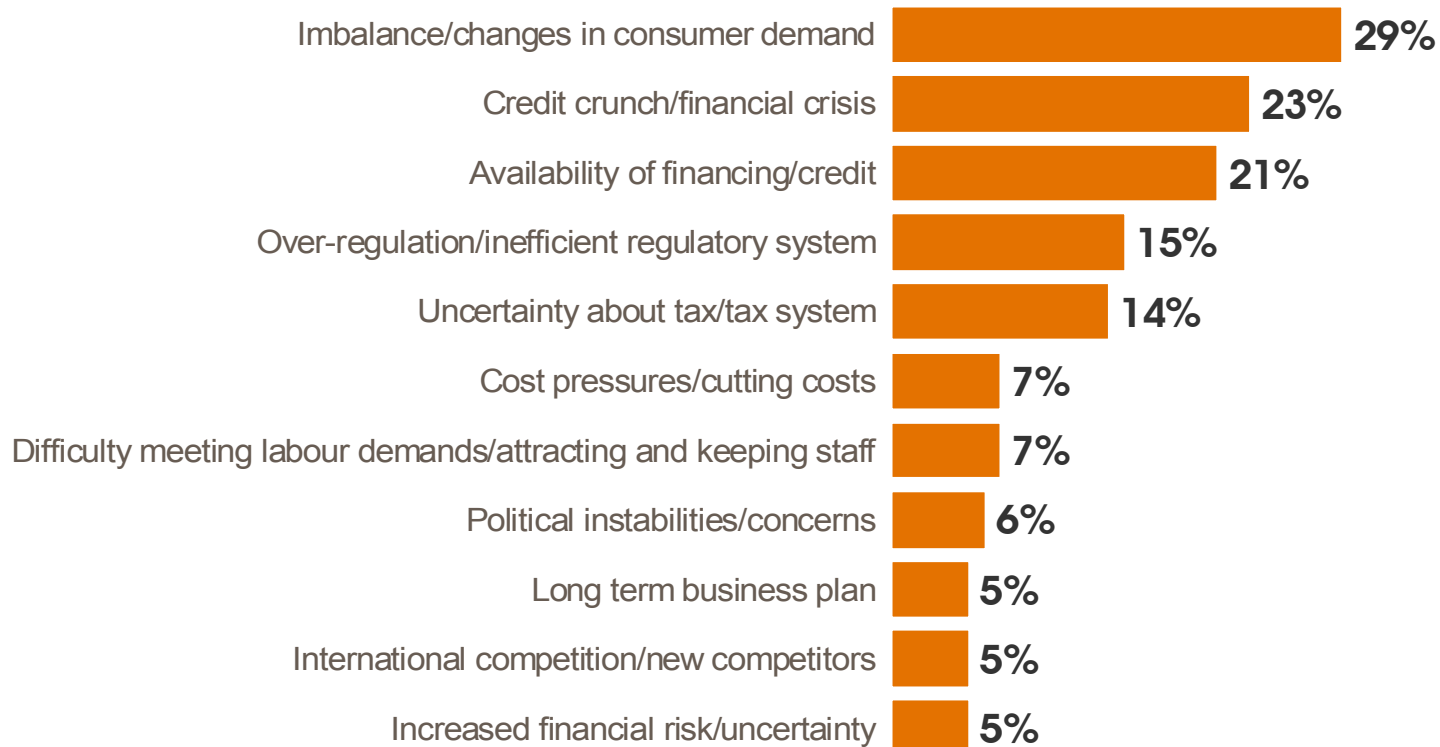 Imbalance/changes in consumer demand 29%
Credit crunch/financial crisis 23%
Availability of financing/credit 21%
Over-regulation/inefficient regulatory system 15%
Uncertainty about tax/tax system 14%
Cost pressures/cutting costs 7%
Difficulty meeting labour demands/attracting and keeping staff 7%
Political instabilities/concerns 6%
Long term business plan 5%
International competition/new competitors 5%
Increased financial risk/uncertainty 5%